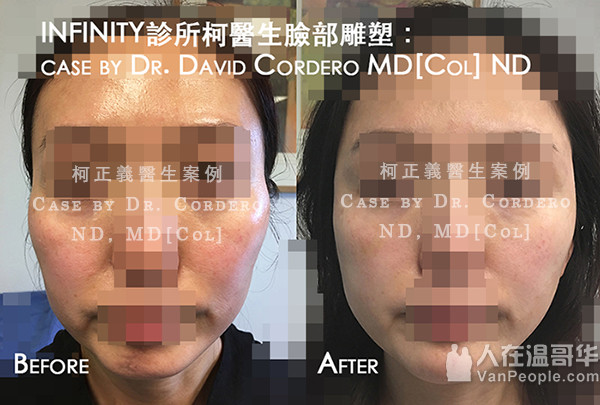 INFINITY診所柯醫生臉部雕塑：
CASE BY DR. DAVID CORDERO MD[COL] ND
柯正義醫生案例
CASE BY DR. CORDERO
ND, MD[COL]
柯正義醫生案例
CASE BY DR. CORDERO
ND, MD[COL]
BEFORE
AFTER
人在温哥华
VanPeople.com